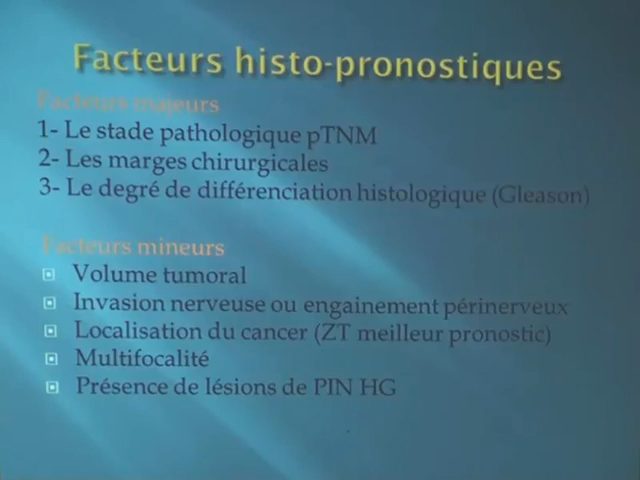 Facteurs histo-pronostiques
Facteurs majeurs
1- Le stade pathologique pTNM
2- Les marges chirurgicales
3- Le degré de différenciation histologique (Gleason)
Facteurs mineurs
Volume tumoral
Invasion nerveuse ou engainement périnerveux
Localisation du cancer (ZT meilleur pronostic)
Multifocalité
Présence de lésions de PIN HG